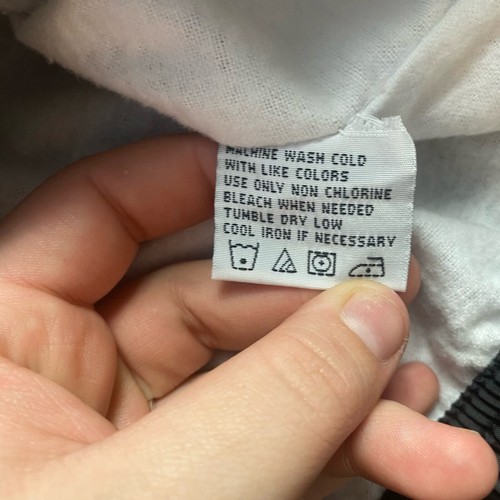 MACHINE WASH COLD
WITH LIKE COLORS
USE ONLY NON CHLORINE
BLEACH WHEN NEEDED
TUMBLE DRY LOW
COOL IRON IF NECESSARY